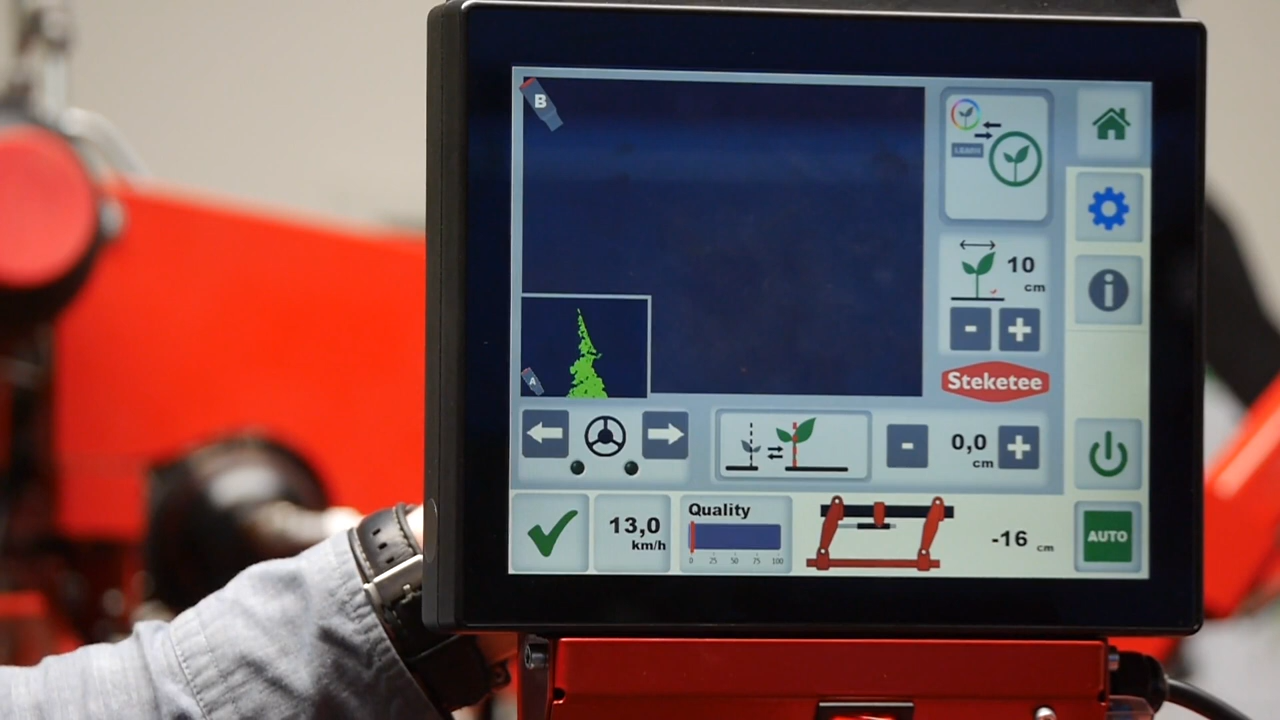 B
LEARN
10
cm
- +
Steketee
A
- 0,0 +
cm
Quality
13,0
km/h
0 25 50 75 100
-16 cm
AUTO